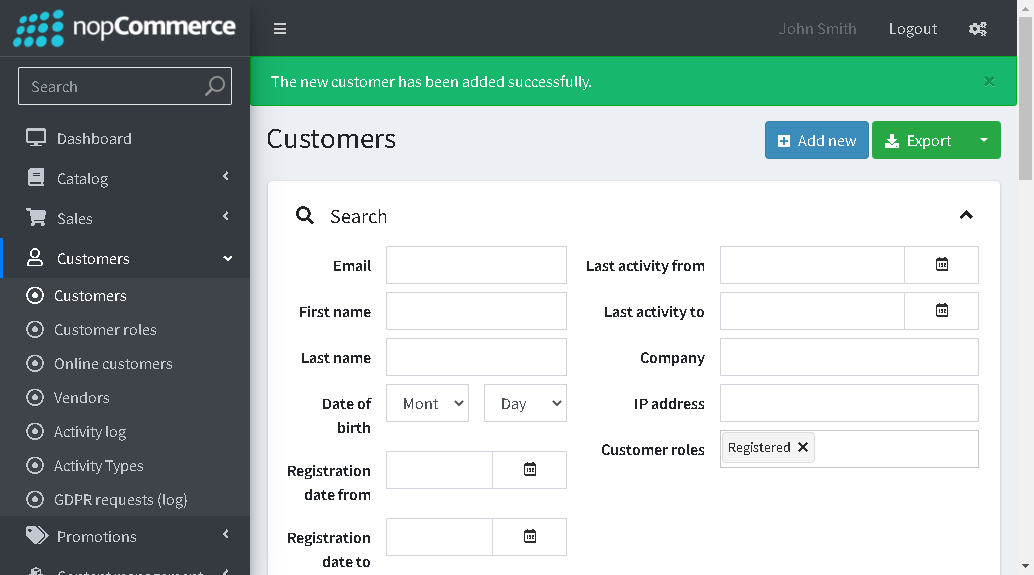 nopCommerce
John Smith
Logout
Search
The new customer has been added successfully.
Dashboard
Catalog
Sales
Customers
Customers
Customer roles
Online customers
Vendors
Activity log
Activity Types
GDPR requests (log)
Promotions
Content management
Customers
Add new
Export
Search
Email
First name
Last name
Date of
birth
Mont
Day
Registration
date from
Registration
date to
Last activity from
Last activity to
Company
IP address
Customer roles
Registered